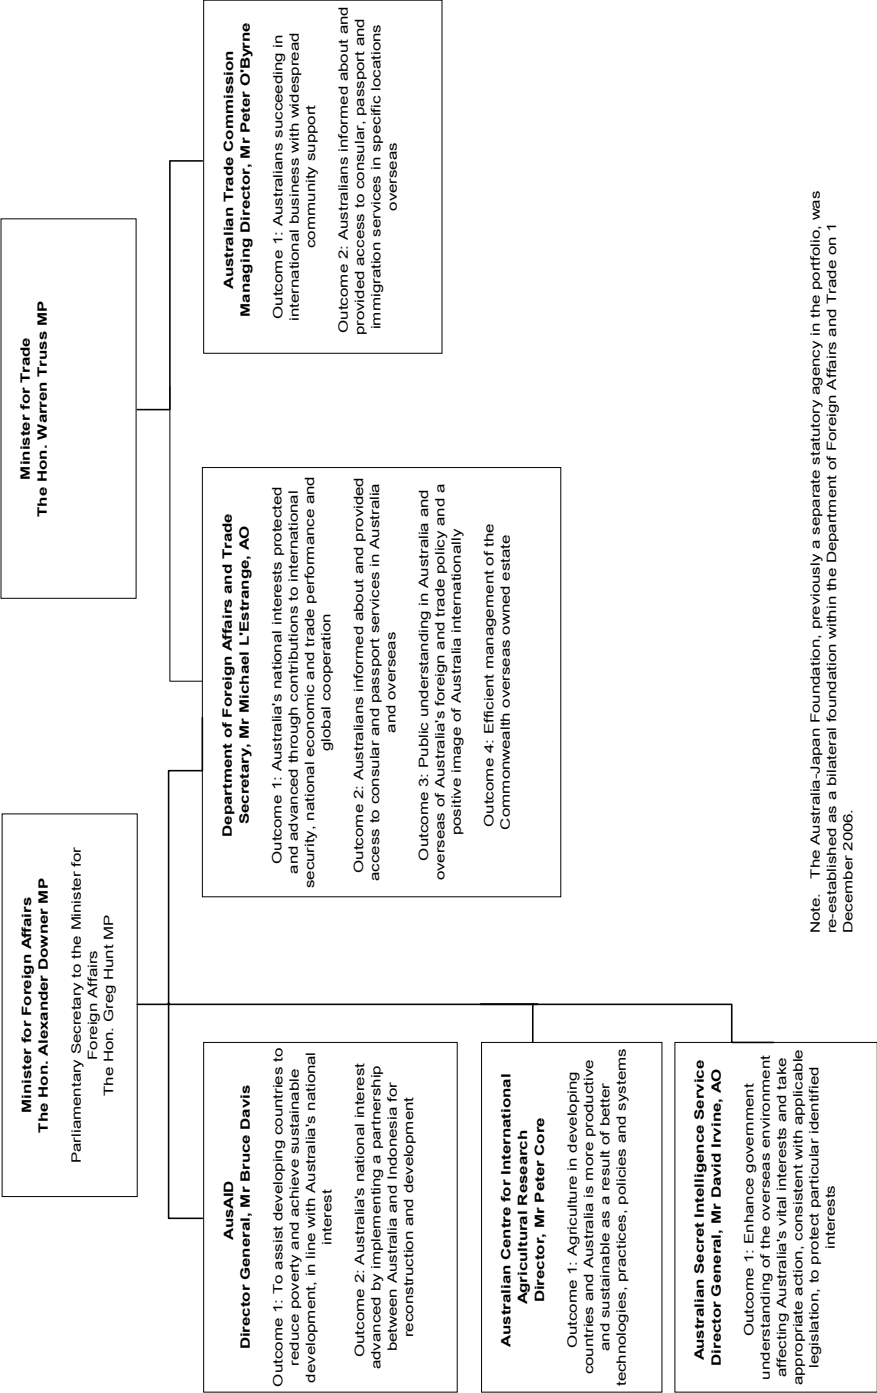 Minister for Foreign Affairs
The Hon. Alexander Downer MP
Parliamentary Secretary to the Minister for
Foreign Affairs
The Hon. Greg Hunt MP
Minister for Trade
The Hon. Warren Truss MP
AusAID
Director General, Mr Bruce Davis
Outcome 1: To assist developing countries to
reduce poverty and achieve sustainable
development, in line with Australia's national
interest
Outcome 2: Australia's national interest
advanced by implementing a partnership
between Australia and Indonesia for
reconstruction and development
Department of Foreign Affairs and Trade
Secretary, Mr Michael L'Estrange, AO
Outcome 1: Australia's national interests protected
and advanced through contributions to international
security, national economic and trade performance and
global cooperation
Outcome 2: Australians informed about and provided
access to consular and passport services in Australia
and overseas
Outcome 3: Public understanding in Australia and
overseas of Australia's foreign and trade policy and a
positive image of Australia internationally
Outcome 4: Efficient management of the
Commonwealth overseas owned estate
Australian Trade Commission
Managing Director, Mr Peter O'Byrne
Outcome 1: Australians succeeding in
international business with widespread
community support
Outcome 2: Australians informed about and
provided access to consular, passport and
immigration services in specific locations
overseas
Australian Centre for International
Agricultural Research
Director, Mr Peter Core
Outcome 1: Agriculture in developing
countries and Australia is more productive
and sustainable as a result of better
technologies, practices, policies and systems
Australian Secret Intelligence Service
Director General, Mr David Irvine, AO
Outcome 1: Enhance government
understanding of the overseas environment
affecting Australia's vital interests and take
appropriate action, consistent with applicable
legislation, to protect particular identified
interests
Note. The Australia-Japan Foundation, previously a separate statutory agency in the portfolio, was
re-established as a bilateral foundation within the Department of Foreign Affairs and Trade on 1
December 2006.